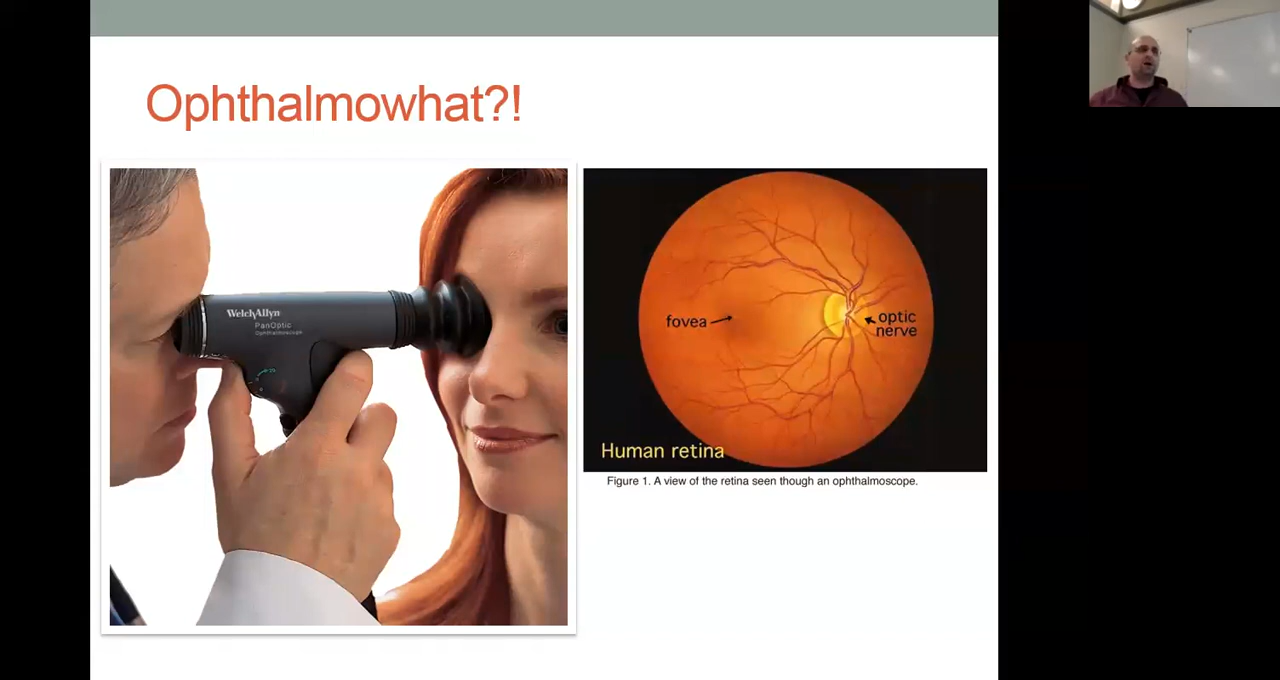 Ophthalmowhat?!
WelchAllyn
PanOptic
Ophthalmoscope
fovea
optic
nerve
Human retina
Figure 1. A view of the retina seen though an ophthalmoscope.